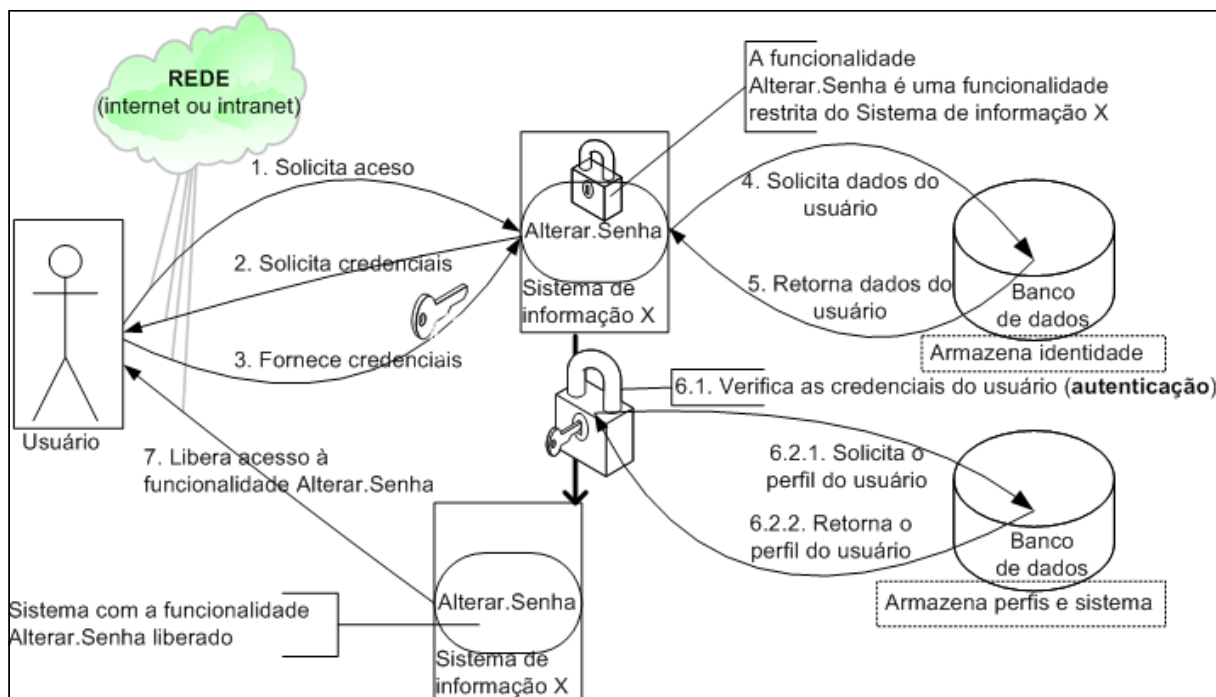 REDE
(internet ou intranet)
A funcionalidade
Alterar.Senha é uma funcionalidade
restrita do Sistema de informação X
1. Solicita aceso
Alterar.Senha
Sistema de
informação X
2. Solicita credenciais
3. Fornece credenciais
4. Solicita dados do
usuário
5. Retorna dados do
usuário
Banco
de dados
Armazena identidade
Usuário
6.1. Verifica as credenciais do usuário (autenticação)
6.2.1. Solicita o
perfil do usuário
6.2.2. Retorna o
perfil do usuário
Banco
de dados
Armazena perfis e sistema
7. Libera acesso à
funcionalidade Alterar.Senha
Alterar.Senha
Sistema de
informação X
Sistema com a funcionalidade
Alterar.Senha liberado